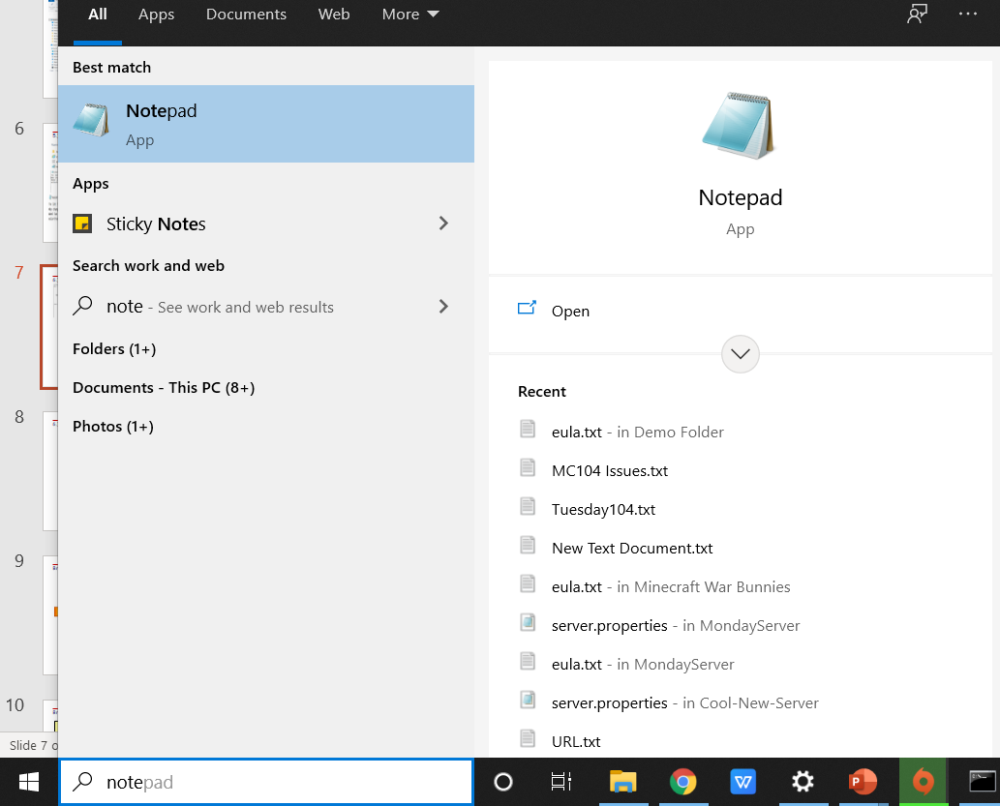 All Apps Documents Web More
Best match
Notepad
App
Apps
Sticky Notes
Search work and web
note - See work and web results
Folders (1+)
Documents - This PC (8+)
Photos (1+)
Notepad
App
Open
Recent
eula.txt - in Demo Folder
MC104 Issues.txt
Tuesday104.txt
New Text Document.txt
eula.txt - in Minecraft War Bunnies
server.properties - in MondayServer
eula.txt - in MondayServer
server.properties - in Cool-New-Server
URL.txt
6
7
8
9
10
Slide 7 o
notepad
W
P